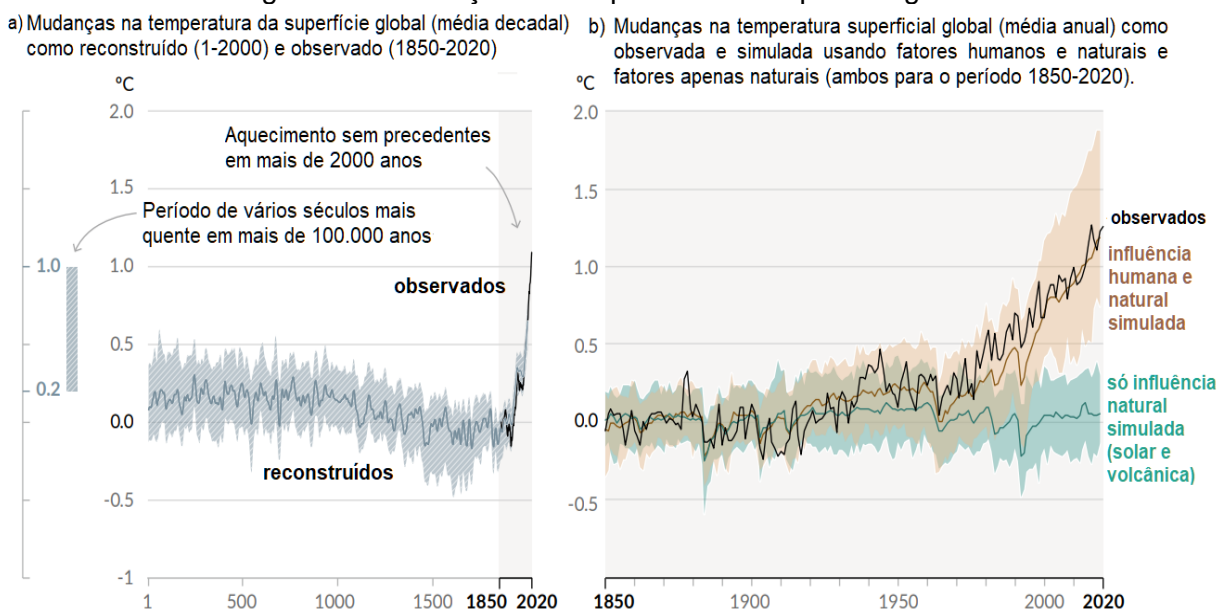 a) Mudanças na temperatura da superfície global (média decadal)
como reconstruído (1-2000) e observado (1850-2020)
ºC
2.0
1.5
1.0
0.5
0.0
-0.5
-1
Aquecimento sem precedentes
em mais de 2000 anos
Período de vários séculos mais
quente em mais de 100.000 anos
1.0
0.2
observados
reconstruídos
1 500 1000 1500 1850 2020
b) Mudanças na temperatura superficial global (média anual) como
observada e simulada usando fatores humanos e naturais e
fatores apenas naturais (ambos para o período 1850-2020).
ºC
2.0
1.5
1.0
0.5
0.0
-0.5
observados
influência
humana e
natural
simulada
só influência
natural
simulada
(solar e
volcânica)
1850 1900 1950 2000 2020